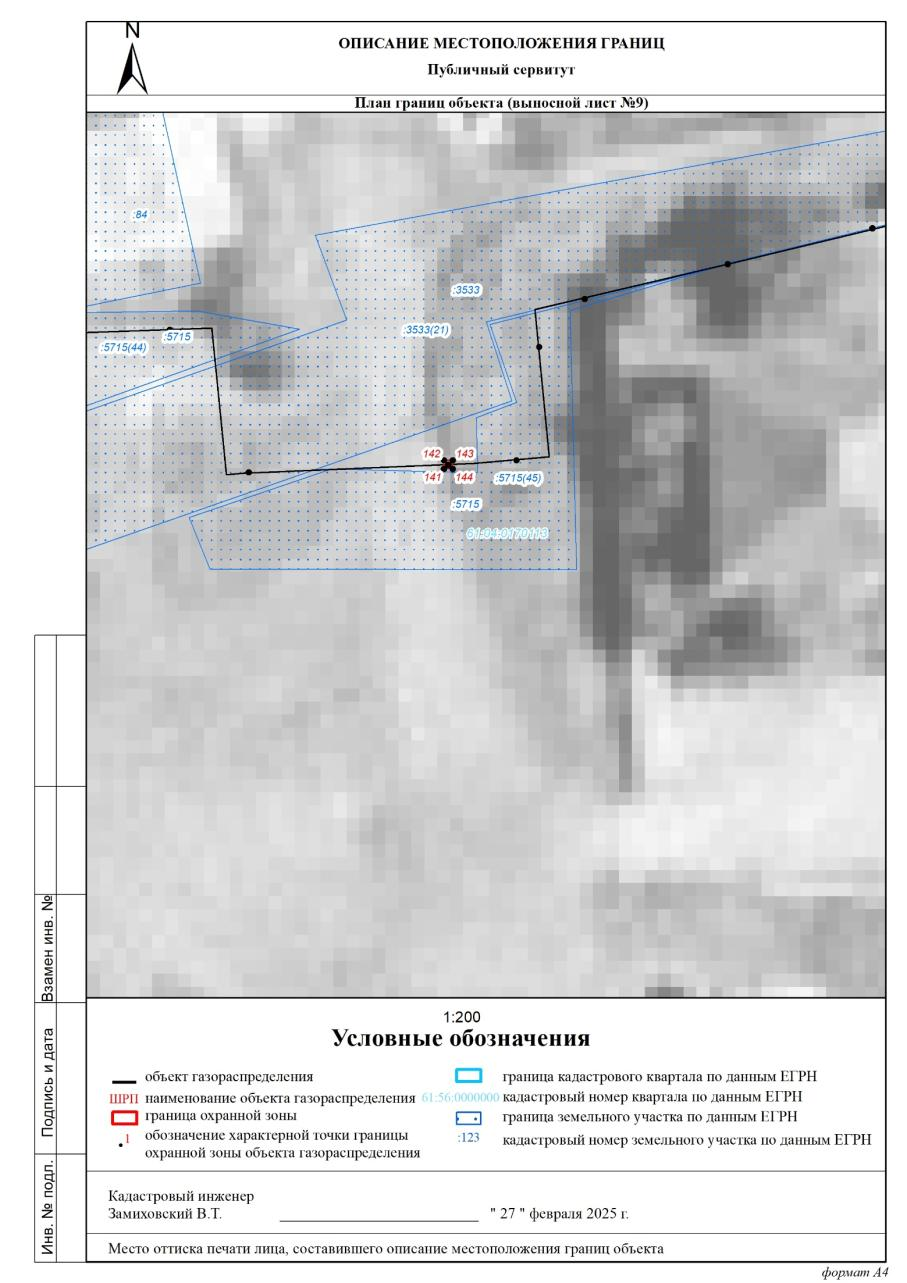 N
ОПИСАНИЕ МЕСТОПОЛОЖЕНИЯ ГРАНИЦ
Публичный сервитут
План границ объекта (выносной лист №9)
:84
:3533
:3533(21)
:5715
:5715(44)
142 143
141 144
:5715(45)
:5715
61:04:0170113
1:200
Условные обозначения
объект газораспределения
ШРП наименование объекта газораспределения
граница охранной зоны
1 обозначение характерной точки границы
охранной зоны объекта газораспределения
граница кадастрового квартала по данным ЕГРН
61:56:0000000 кадастровый номер квартала по данным ЕГРН
граница земельного участка по данным ЕГРН
:123 кадастровый номер земельного участка по данным ЕГРН
Кадастровый инженер
Замиховский В.Т. " 27 " февраля 2025 г.
Место оттиска печати лица, составившего описание местоположения границ объекта
Взамен инв. №
Подпись и дата
Инв. № подл.
формат А4